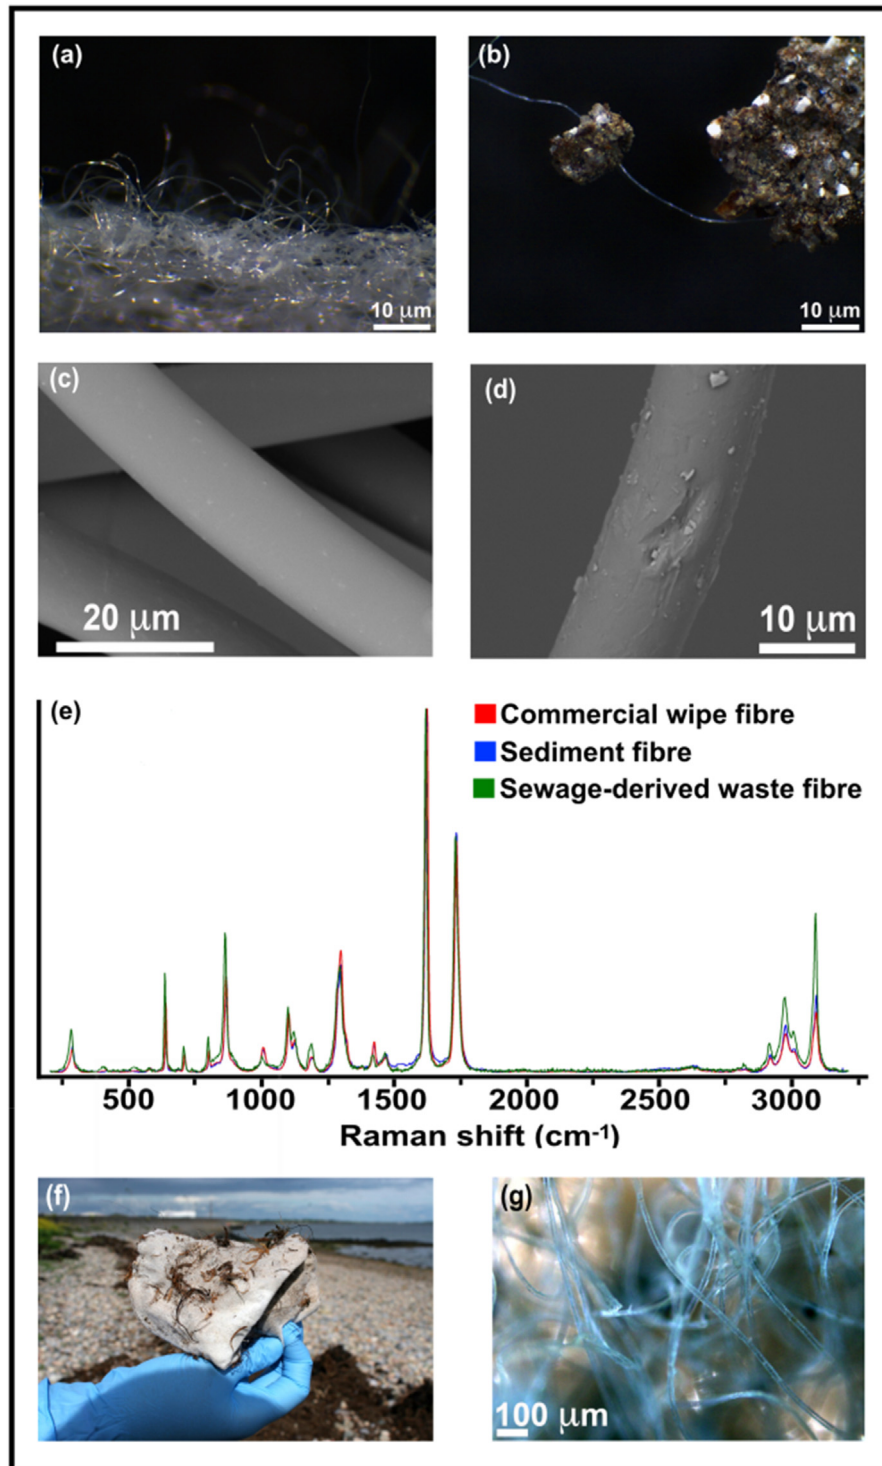 (a)
(b)
10 μm
10 μm
(c)
(d)
20 μm
10 μm
(e)
Commercial wipe fibre
Sediment fibre
Sewage-derived waste fibre
500 1000 1500 2000 2500 3000
Raman shift (cm-1)
(f)
(g)
100 μm